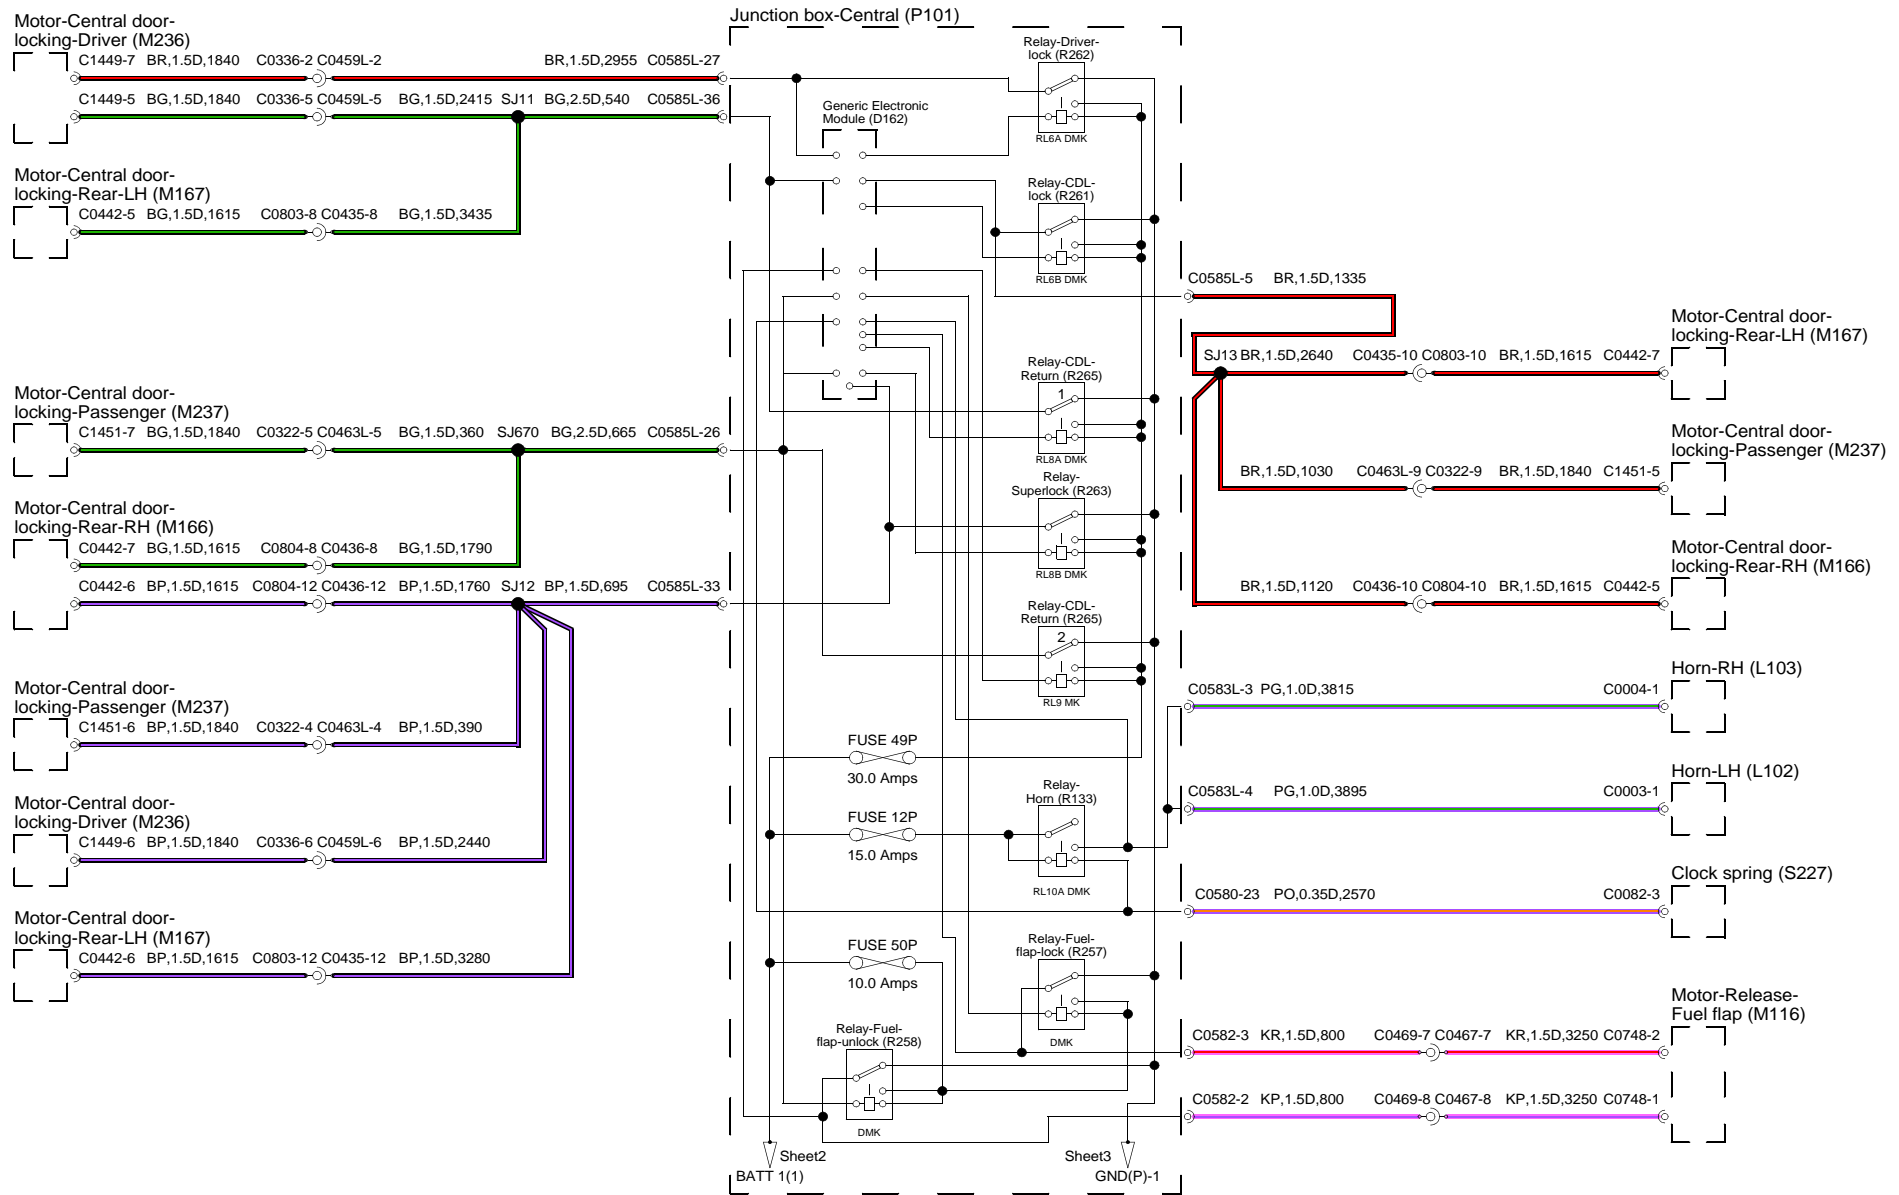 Junction box-Central (P101)
Motor-Central door-
locking-Driver (M236)
C1449-7 BR,1.5D,1840 C0336-2 C0459L-2 BR,1.5D,2955 C0585L-27
C1449-5 BG,1.5D,1840 C0336-5 C0459L-5 BG,1.5D,2415 SJ11 BG,2.5D,540 C0585L-36
Motor-Central door-
locking-Rear-LH (M167)
C0442-5 BG,1.5D,1615 C0803-8 C0435-8 BG,1.5D,3435
Motor-Central door-
locking-Passenger (M237)
C1451-7 BG,1.5D,1840 C0322-5 C0463L-5 BG,1.5D,360 SJ670 BG,2.5D,665 C0585L-26
Motor-Central door-
locking-Rear-RH (M166)
C0442-7 BG,1.5D,1615 C0804-8 C0436-8 BG,1.5D,1790
C0442-6 BP,1.5D,1615 C0804-12 C0436-12 BP,1.5D,1760 SJ12 BP,1.5D,695 C0585L-33
Motor-Central door-
locking-Passenger (M237)
C1451-6 BP,1.5D,1840 C0322-4 C0463L-4 BP,1.5D,390
Motor-Central door-
locking-Driver (M236)
C1449-6 BP,1.5D,1840 C0336-6 C0459L-6 BP,1.5D,2440
Motor-Central door-
locking-Rear-LH (M167)
C0442-6 BP,1.5D,1615 C0803-12 C0435-12 BP,1.5D,3280
Generic Electronic
Module (D162)
Relay-Driver-
lock (R262)
RL6A DMK
Relay-CDL-
lock (R261)
RL6B DMK
Relay-CDL-
Return (R265)
1
RL8A DMK
Relay-
Superlock (R263)
RL8B DMK
Relay-CDL-
Return (R265)
2
RL9 MK
FUSE 49P
30.0 Amps
Relay-
Horn (R133)
FUSE 12P
15.0 Amps
RL10A DMK
FUSE 50P
10.0 Amps
Relay-Fuel-
flap-lock (R257)
DMK
Relay-Fuel-
flap-unlock (R258)
DMK
Sheet2
BATT 1(1)
Sheet3
GND(P)-1
C0585L-5 BR,1.5D,1335
Motor-Central door-
locking-Rear-LH (M167)
SJ13 BR,1.5D,2640 C0435-10 C0803-10 BR,1.5D,1615 C0442-7
Motor-Central door-
locking-Passenger (M237)
BR,1.5D,1030 C0463L-9 C0322-9 BR,1.5D,1840 C1451-5
Motor-Central door-
locking-Rear-RH (M166)
BR,1.5D,1120 C0436-10 C0804-10 BR,1.5D,1615 C0442-5
Horn-RH (L103)
C0583L-3 PG,1.0D,3815 C0004-1
Horn-LH (L102)
C0583L-4 PG,1.0D,3895 C0003-1
Clock spring (S227)
C0580-23 PO,0.35D,2570 C0082-3
Motor-Release-
Fuel flap (M116)
C0582-3 KR,1.5D,800 C0469-7 C0467-7 KR,1.5D,3250 C0748-2
C0582-2 KP,1.5D,800 C0469-8 C0467-8 KP,1.5D,3250 C0748-1